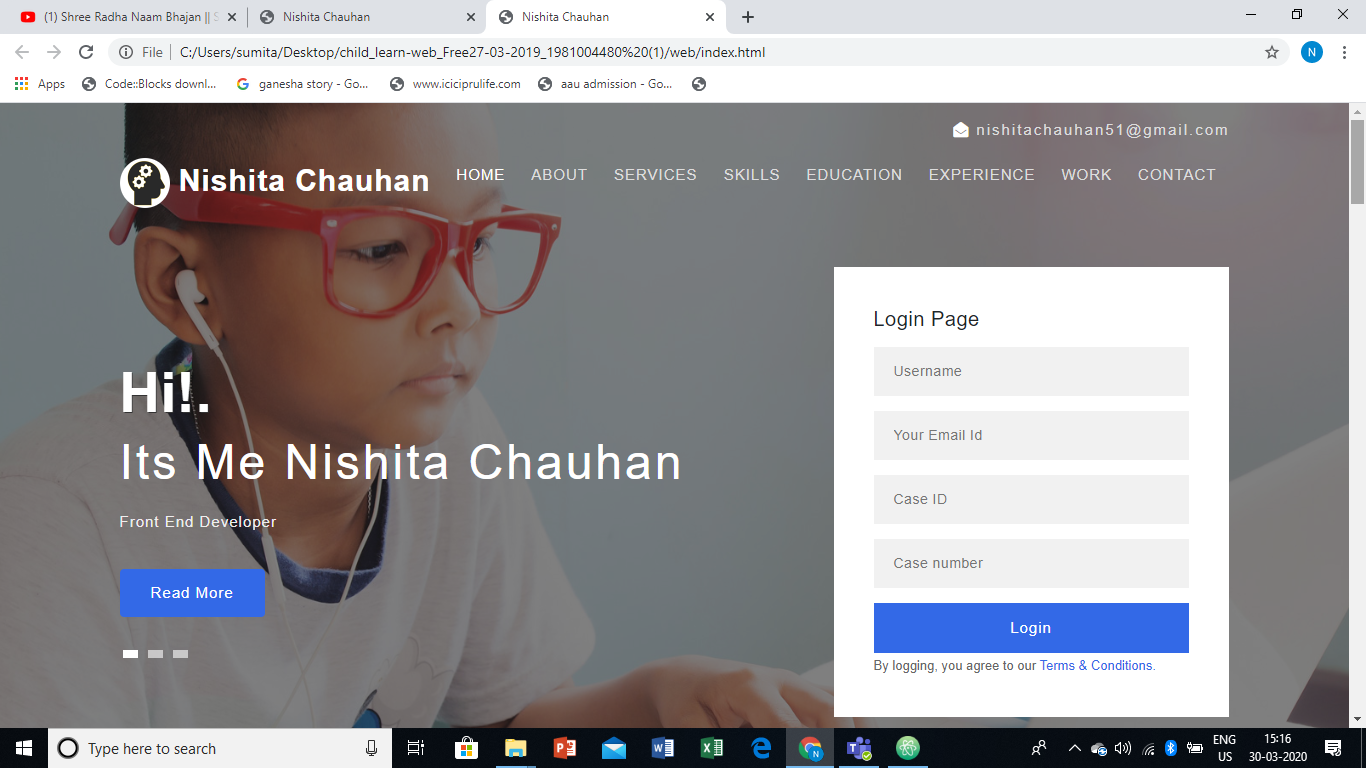 (1) Shree Radha Naam Bhajan || S
Nishita Chauhan
Nishita Chauhan
File
C:/Users/sumita/Desktop/child_learn-web_Free27-03-2019_1981004480%20(1)/web/index.html
N
Apps
Code::Blocks downl...
ganesha story - Go...
www.iciciprulife.com
aau admission - Go...
nishitachauhan51@gmail.com
Nishita Chauhan
HOME ABOUT SERVICES SKILLS EDUCATION EXPERIENCE WORK CONTACT
Hi!.
Its Me Nishita Chauhan
Front End Developer
Read More
Login Page
Username
Your Email Id
Case ID
Case number
Login
By logging, you agree to our Terms & Conditions.
Type here to search
ENG
US
15:16
30-03-2020